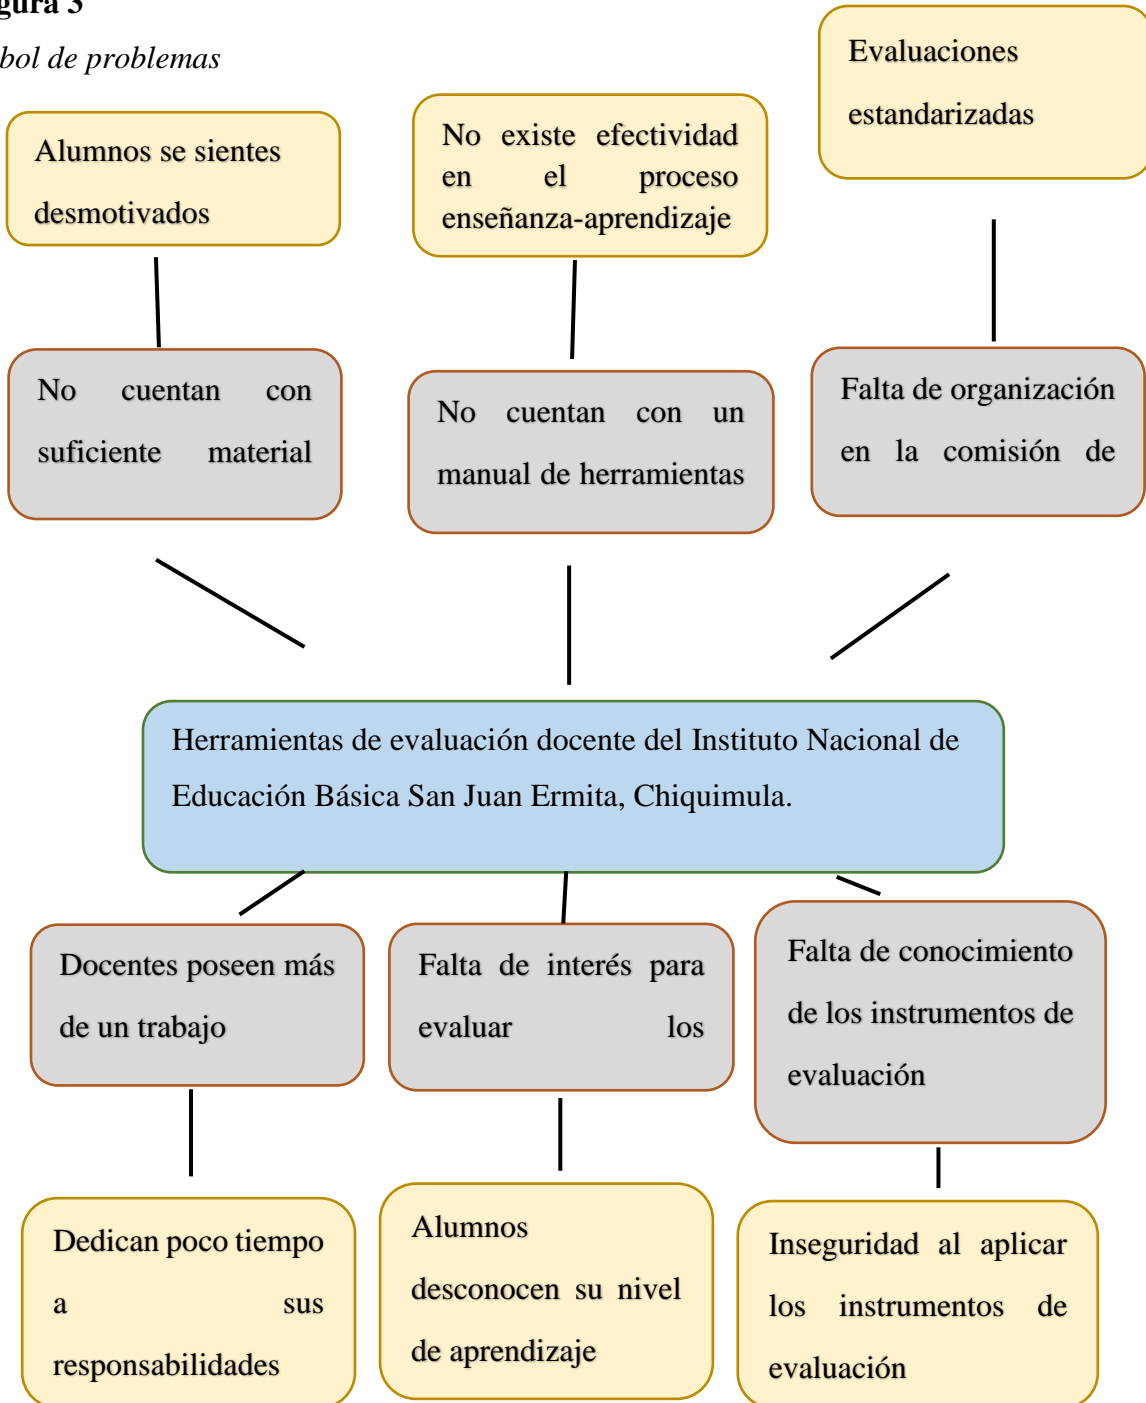 gura 3
bol de problemas
Evaluaciones
estandarizadas
Alumnos se sientes
desmotivados
No existe efectividad
en el proceso
enseñanza-aprendizaje
No cuentan con
suficiente material
No cuentan con un
manual de herramientas
Falta de organización
en la comisión de
Herramientas de evaluación docente del Instituto Nacional de
Educación Básica San Juan Ermita, Chiquimula.
Docentes poseen más
de un trabajo
Falta de interés para
evaluar los
Falta de conocimiento
de los instrumentos de
evaluación
Dedican poco tiempo
a sus
responsabilidades
Alumnos
desconocen su nivel
de aprendizaje
Inseguridad al aplicar
los instrumentos de
evaluación